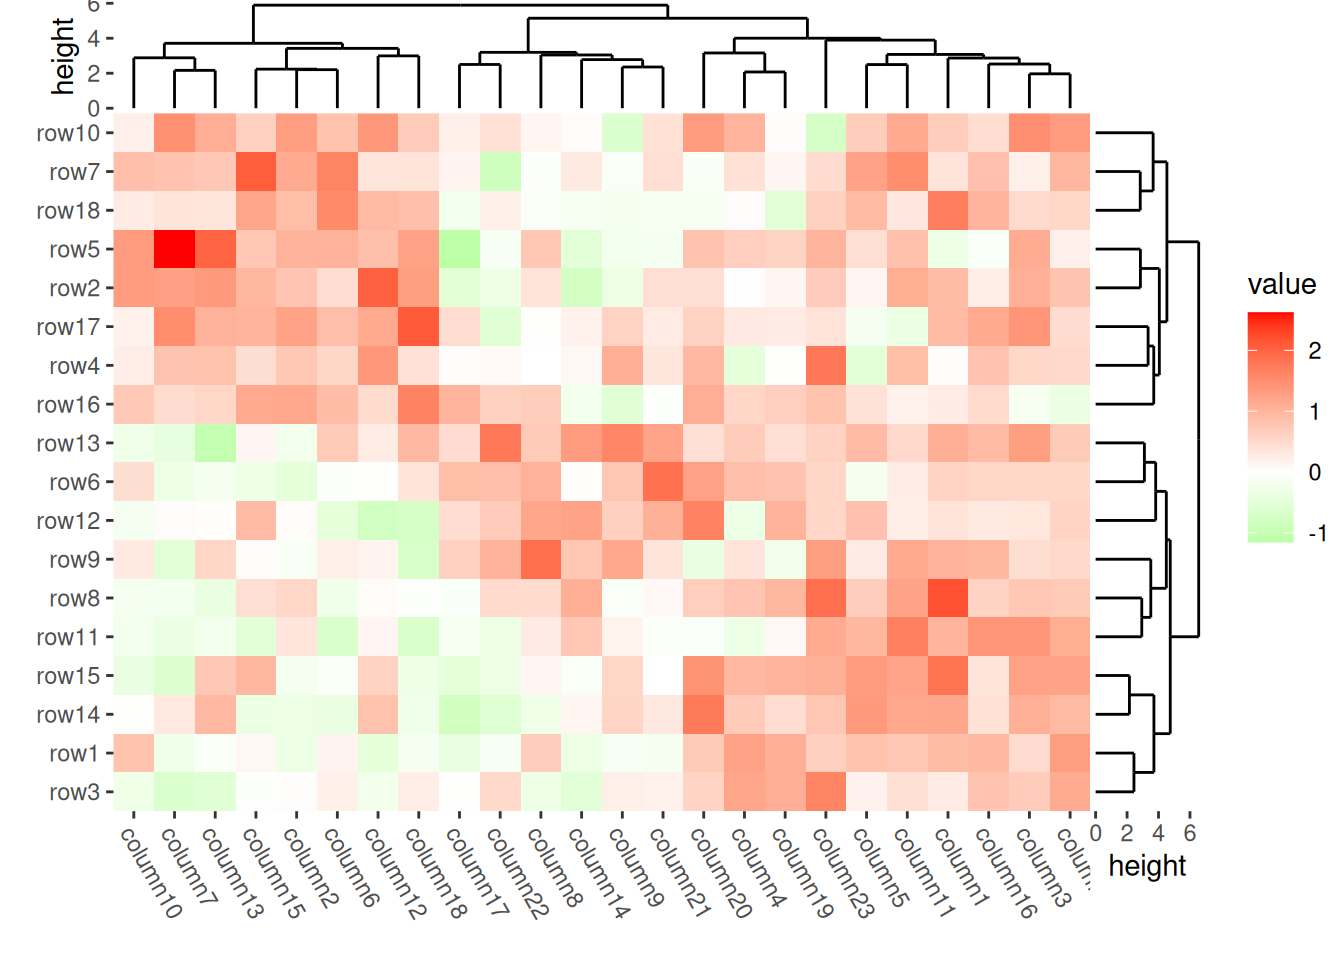 6
4
2
0
height
row10
row7
row18
row5
row2
row17
row4
row16
row13
row6
row12
row9
row8
row11
row15
row14
row1
row3
column10
column7
column13
column15
column2
column6
column12
column18
column17
column22
column8
column14
column9
column21
column20
column4
column19
column23
column5
column11
column1
column16
column3
0 2 4 6
height
value
2
1
0
-1